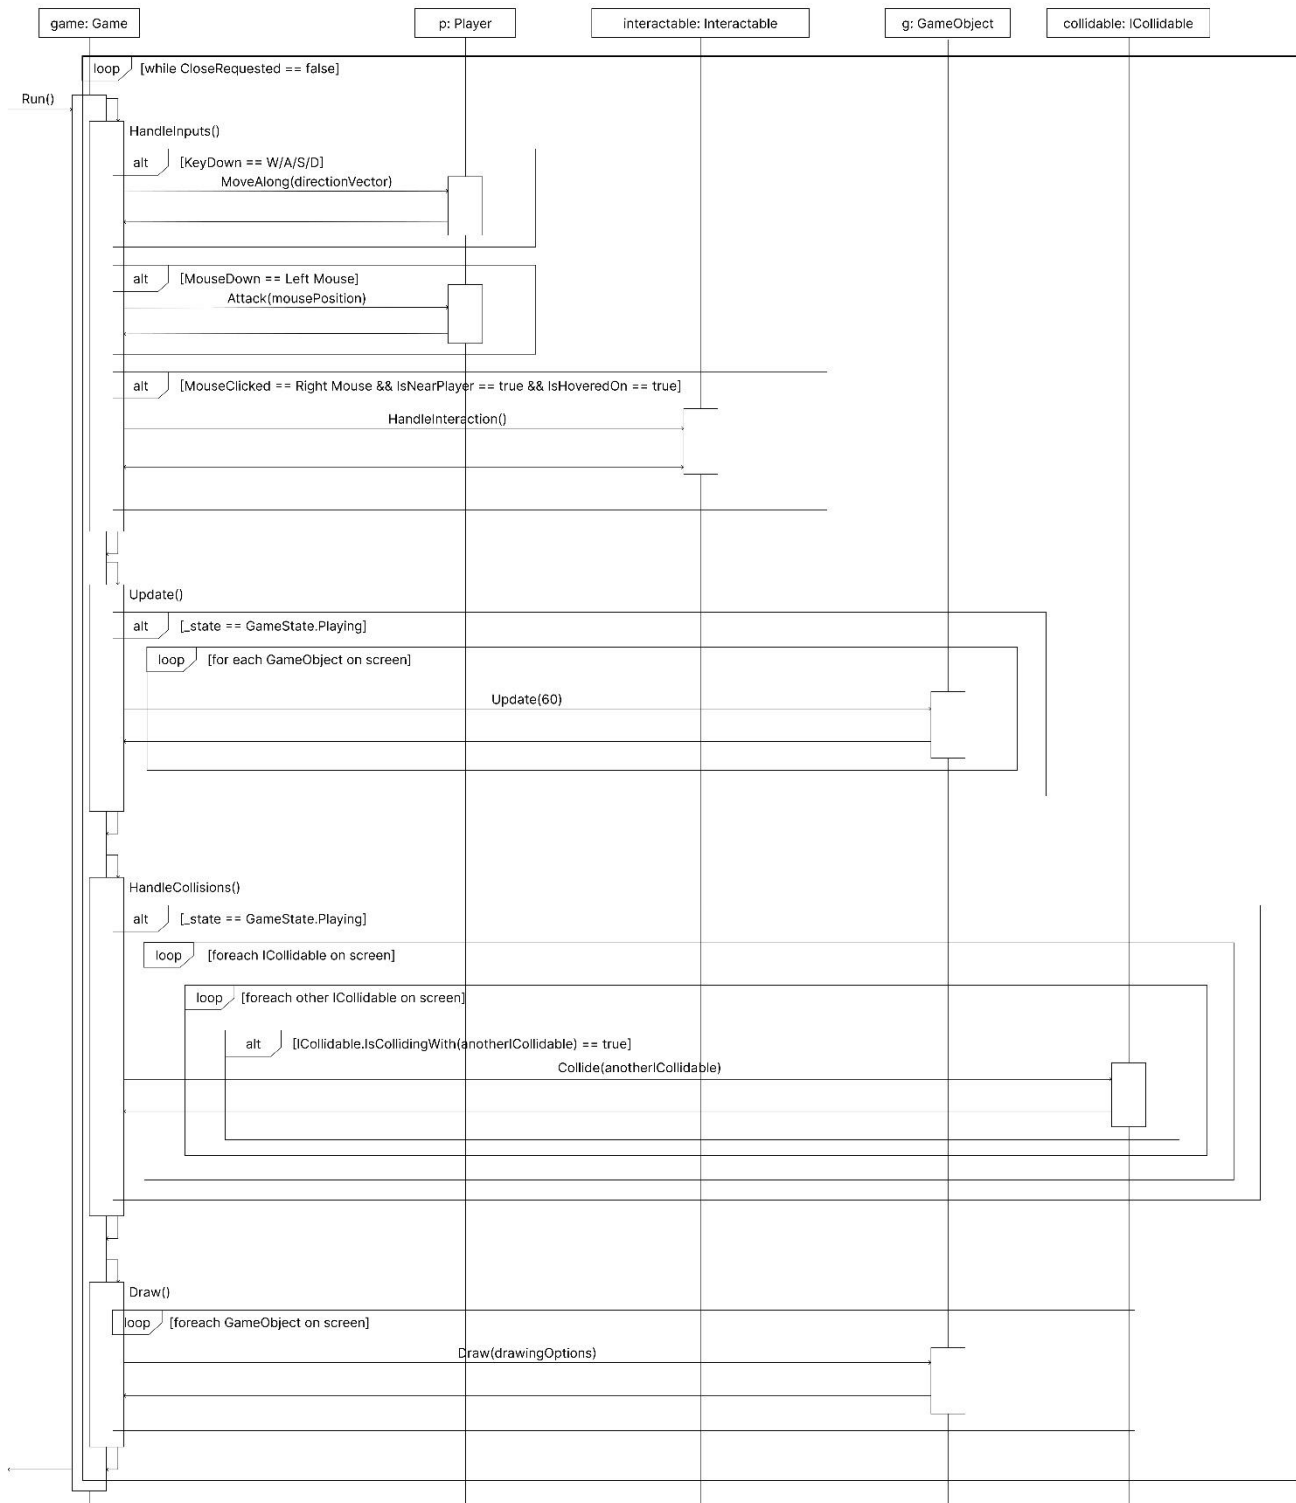 game: Game
p: Player
interactable: Interactable
g: GameObject
collidable: ICollidable
loop
[while CloseRequested == false]
Run()
HandleInputs()
alt
[KeyDown == W/A/S/D]
MoveAlong(directionVector)
alt
[MouseDown == Left Mouse]
Attack(mousePosition)
alt
[MouseClicked == Right Mouse && IsNearPlayer == true && IsHoveredOn == true]
HandleInteraction()
Update()
alt
[_state == GameState.Playing]
loop
[for each GameObject on screen]
Update(60)
HandleCollisions()
alt
[_state == GameState.Playing]
loop
[foreach ICollidable on screen]
loop
[foreach other ICollidable on screen]
alt
[ICollidable.IsCollidingWith(anotherICollidable) == true]
Collide(anotherICollidable)
Draw()
loop
[foreach GameObject on screen]
Draw(drawingOptions)